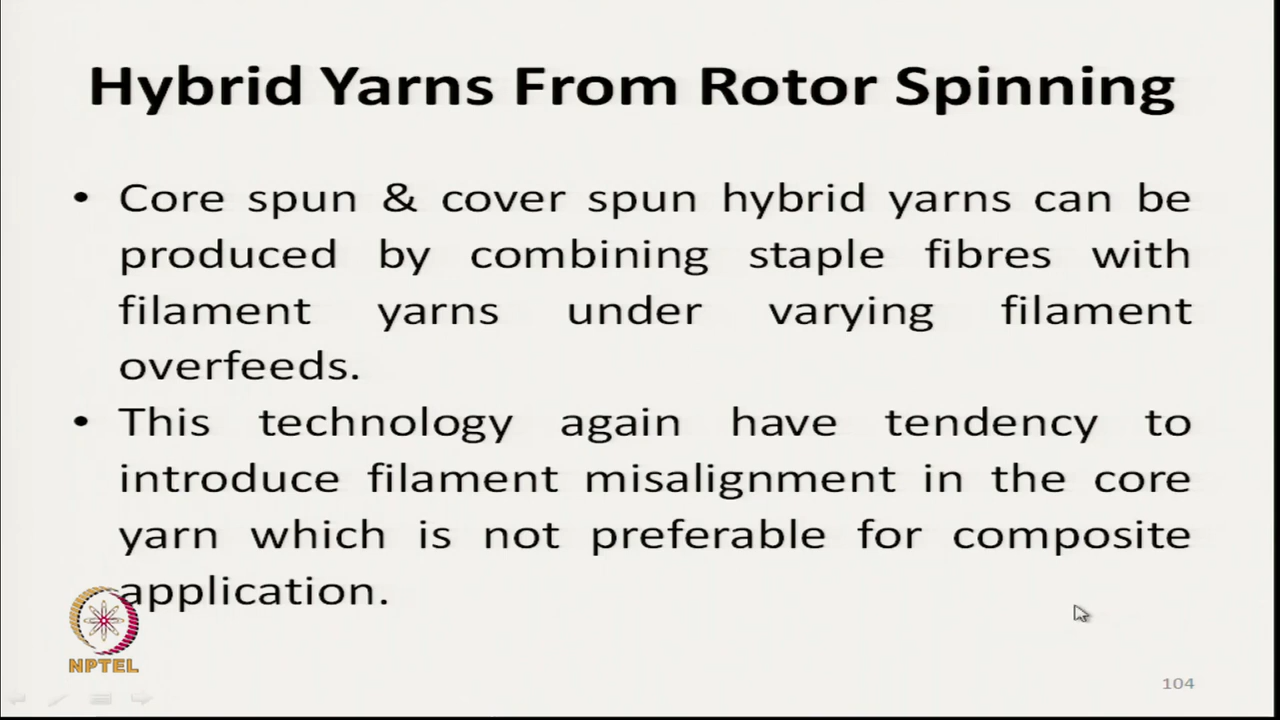 Hybrid Yarns From Rotor Spinning
• Core spun & cover spun hybrid yarns can be
produced by combining staple fibres with
filament yarns under varying filament
overfeeds.
• This technology again have tendency to
introduce filament misalignment in the core
yarn which is not preferable for composite
application.
NPTEL
104